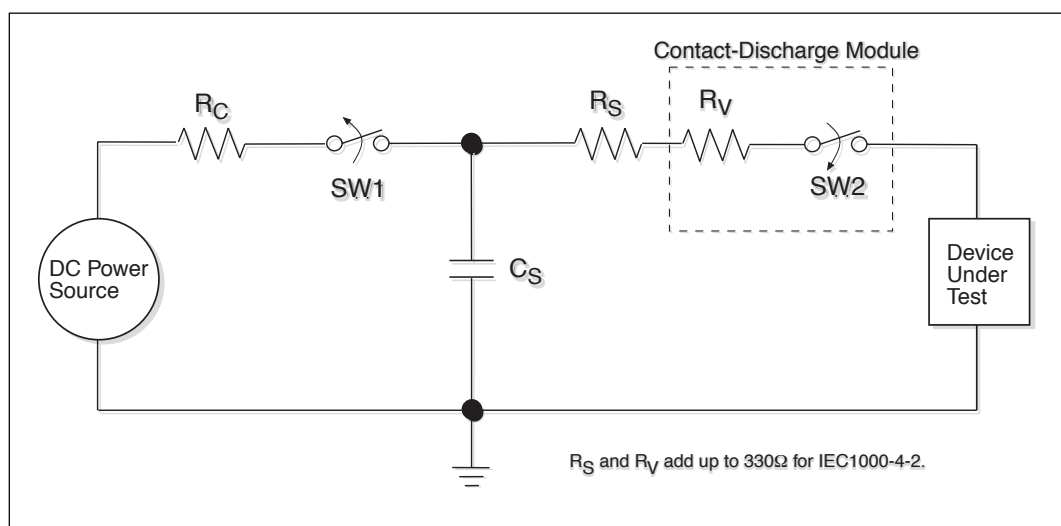 Contact-Discharge Module
RC
RS
RV
SW1
SW2
DC Power
Source
CS
Device
Under
Test
RS and RV add up to 330Ω for IEC1000-4-2.